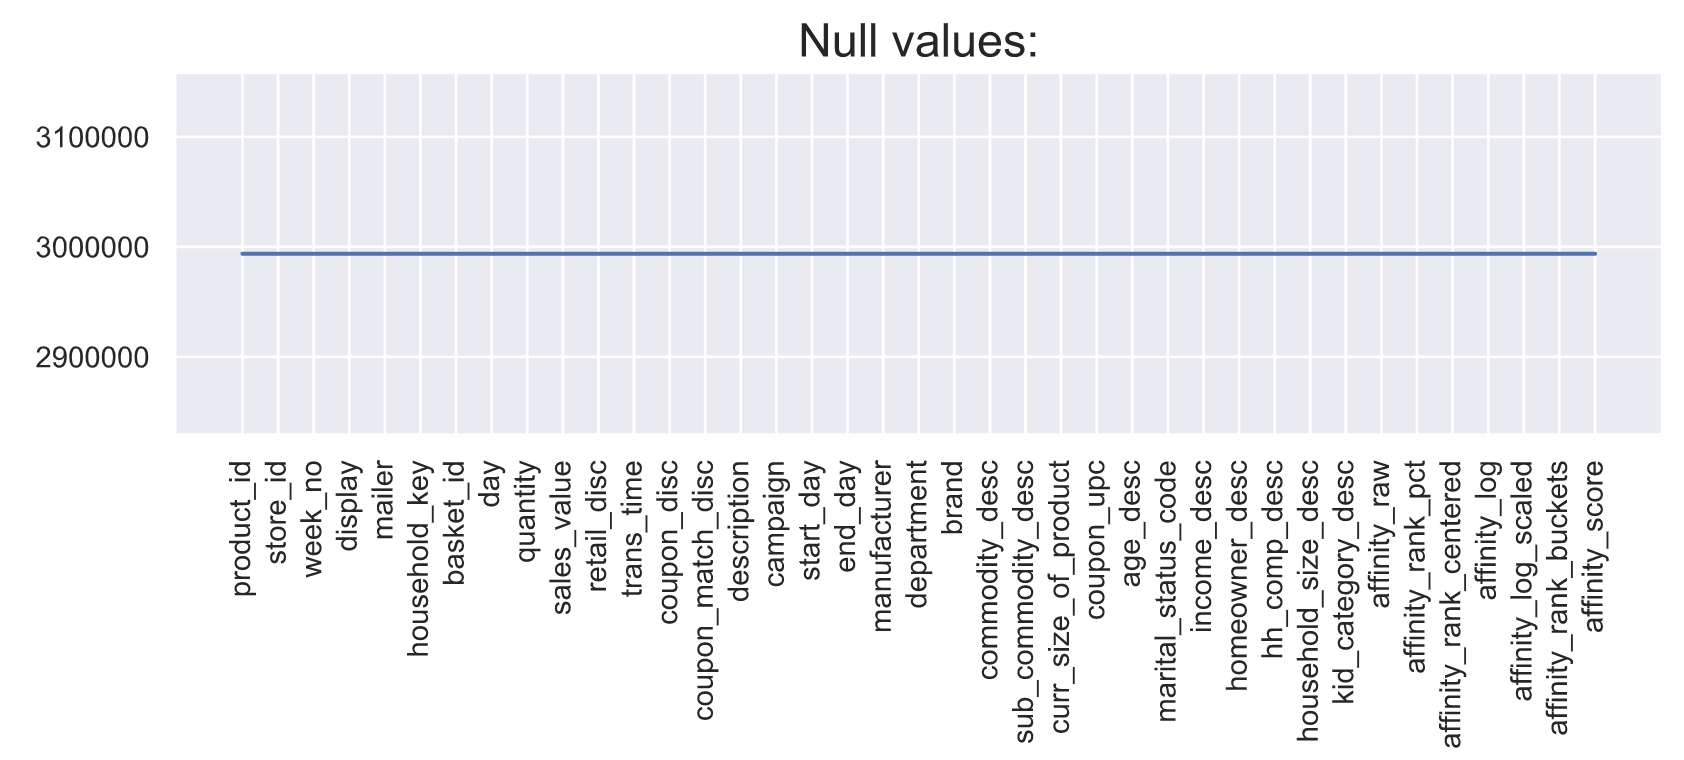 Null values:
3100000
3000000
2900000
product_id
store_id
week_no
display
mailer
household_key
basket_id
day
quantity
sales_value
retail_disc
trans_time
coupon_disc
coupon_match_disc
description
campaign
start_day
end_day
manufacturer
department
brand
commodity_desc
sub_commodity_desc
curr_size_of_product
coupon_upc
age_desc
marital_status_code
income_desc
homeowner_desc
hh_comp_desc
household_size_desc
kid_category_desc
affinity_raw
affinity_rank_pct
affinity_rank_centered
affinity_log
affinity_log_scaled
affinity_rank_buckets
affinity_score